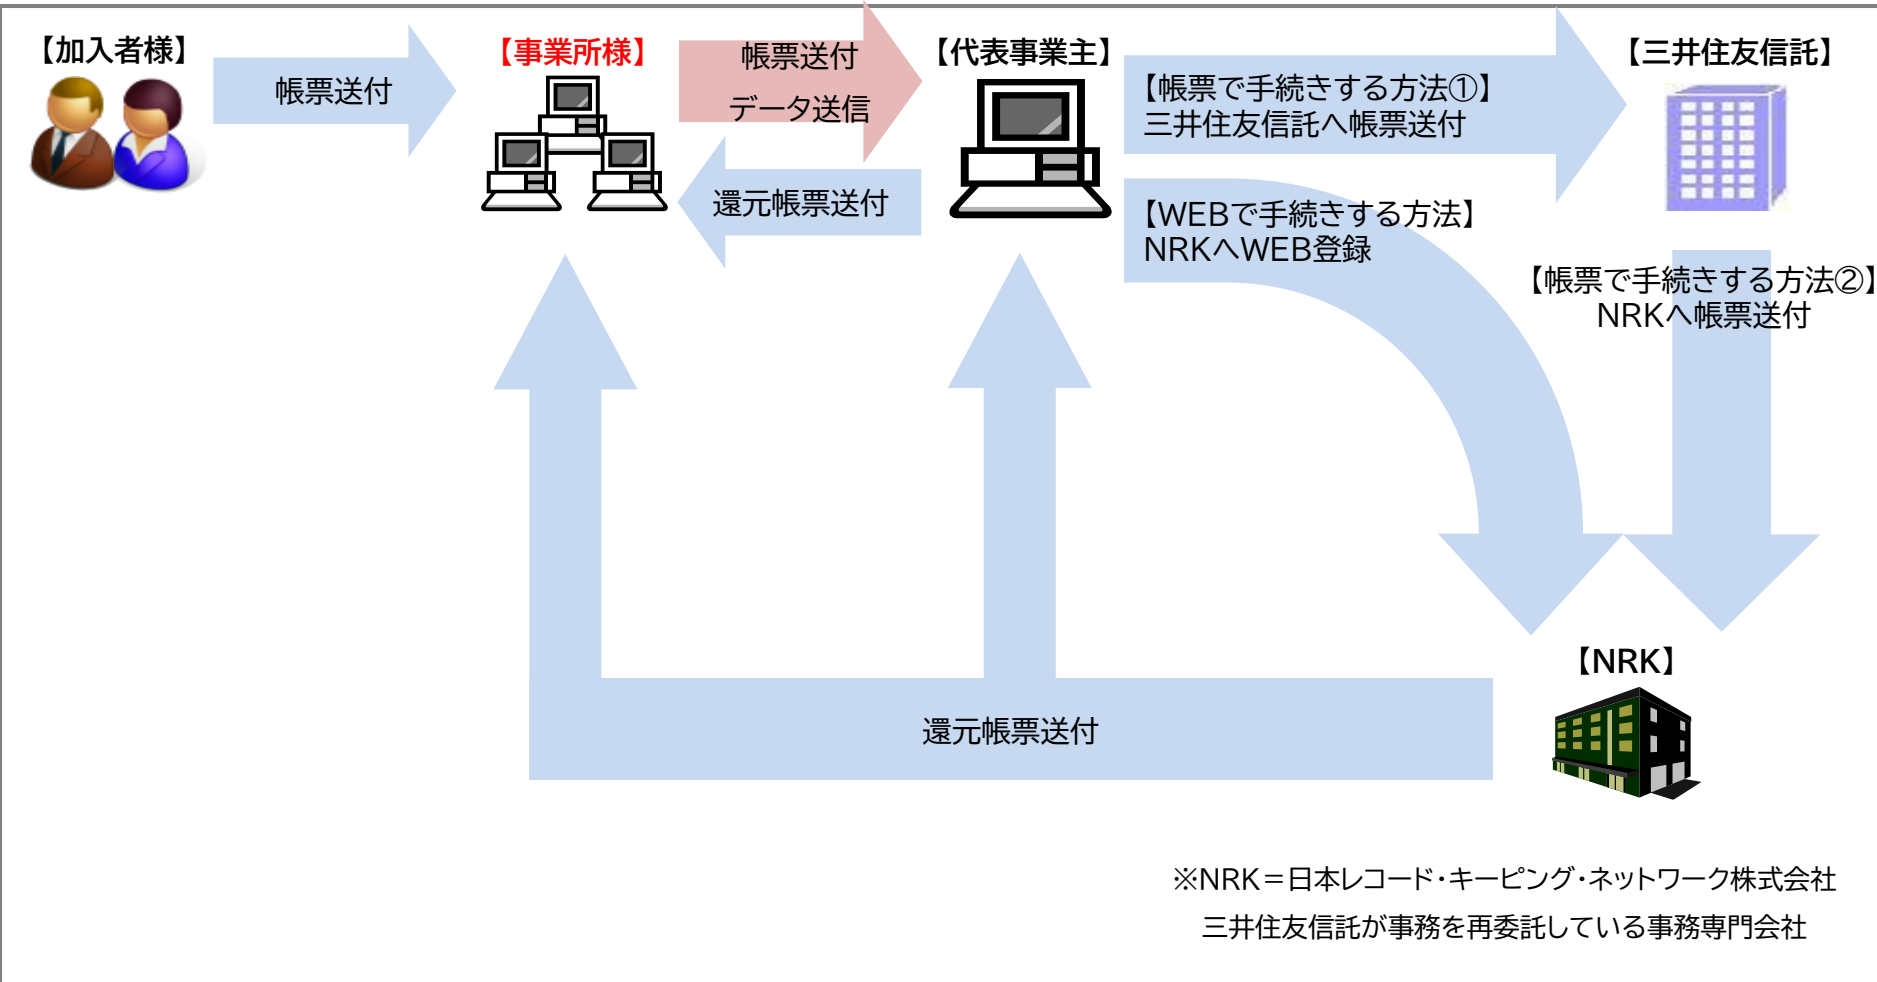 【加入者様】
帳票送付
【事業所様】
帳票送付
データ送信
還元帳票送付
【代表事業主】
【帳票で手続きする方法①】
三井住友信託へ帳票送付
【WEBで手続きする方法】
NRKへWEB登録
【三井住友信託】
【帳票で手続きする方法②】
NRKへ帳票送付
【NRK】
還元帳票送付
※NRK＝日本レコード・キーピング・ネットワーク株式会社
三井住友信託が事務を再委託している事務専門会社